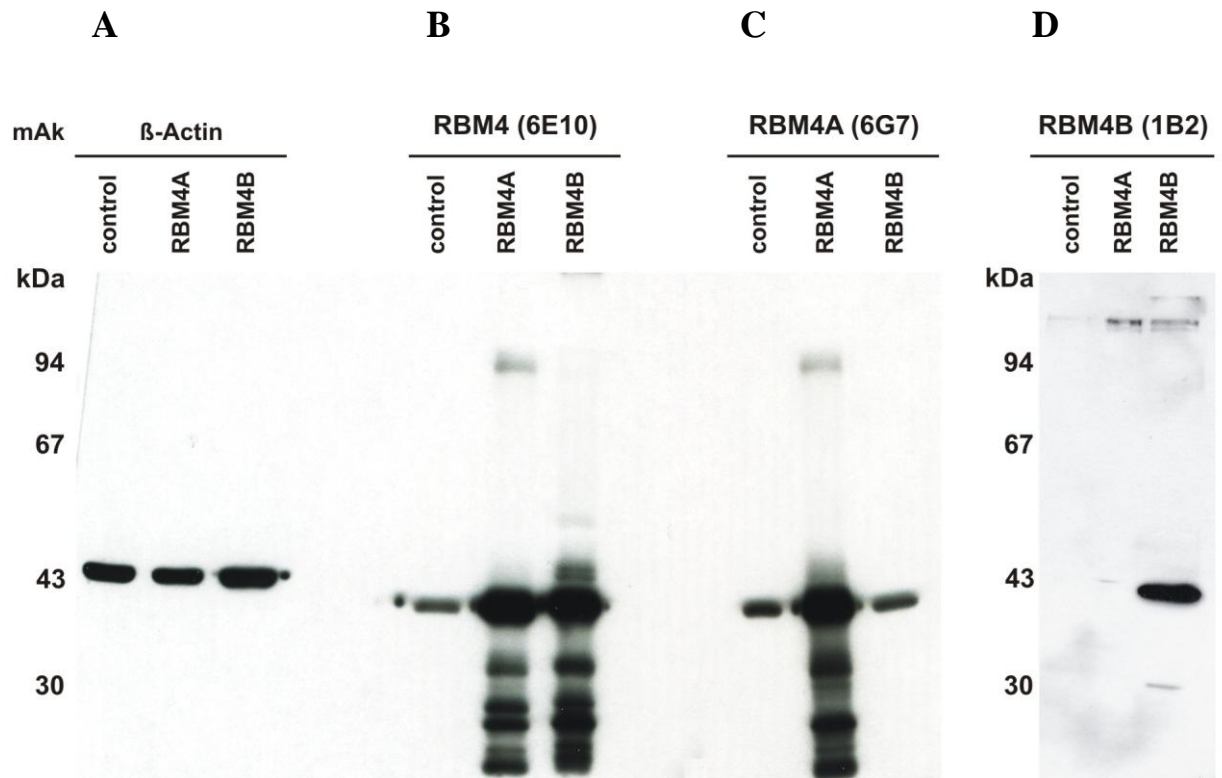 A B C D
mAk ß-Actin RBM4 (6E10) RBM4A (6G7) RBM4B (1B2)
control RBM4A RBM4B control RBM4A RBM4B control RBM4A RBM4B control RBM4A RBM4B
kDa kDa
94 94
67 67
43 43
30 30